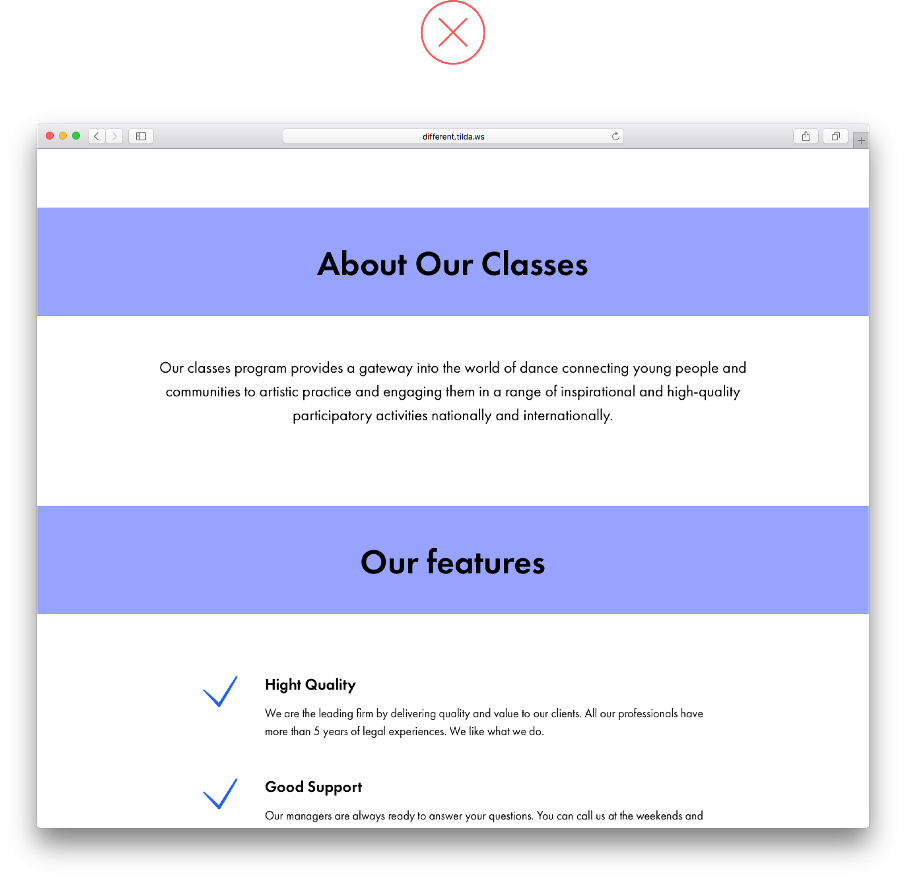 different.tilda.ws
About Our Classes
Our classes program provides a gateway into the world of dance connecting young people and
communities to artistic practice and engaging them in a range of inspirational and high-quality
participatory activities nationally and internationally.
Our features
Hight Quality
We are the leading firm by delivering quality and value to our clients. All our professionals have
more than 5 years of legal experiences. We like what we do.
Good Support
Our managers are always ready to answer your questions. You can call us at the weekends and